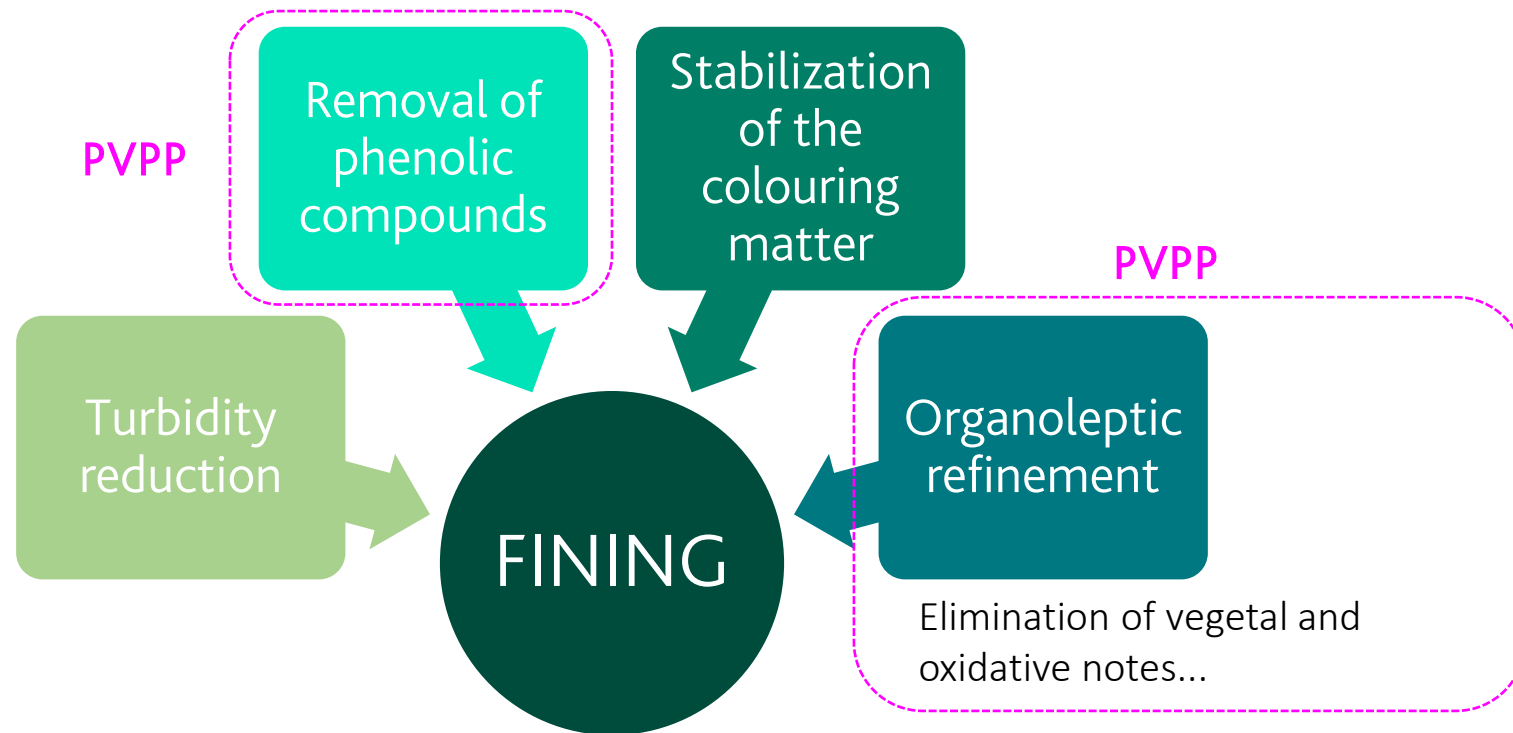 PVPP
Removal of
phenolic
compounds
Stabilization
of the
colouring
matter
PVPP
Turbidity
reduction
Organoleptic
refinement
FINING
Elimination of vegetal and
oxidative notes...